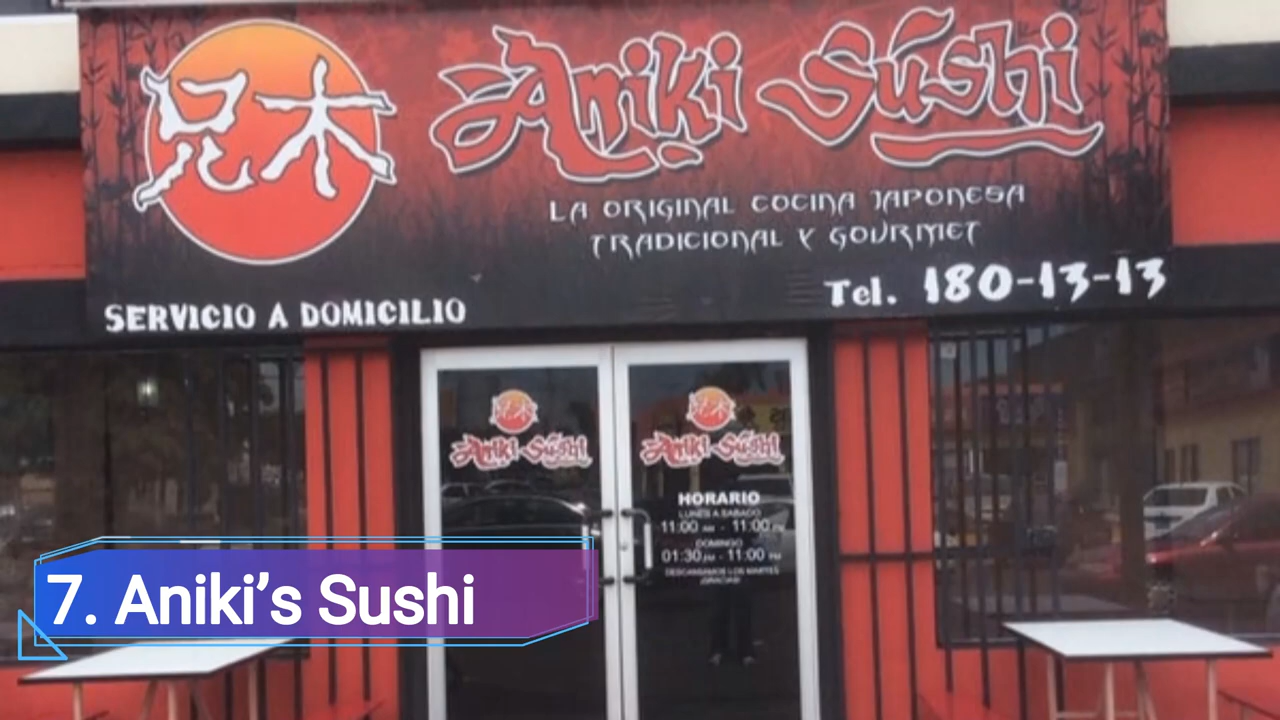 兄木
Aniki Sushi
LA ORIGINAL COCINA JAPONESA
TRADICIONAL Y GOURMET
SERVICIO A DOMICILIO
Tel. 180-13-13
Aniki Sushi
Aniki Sushi
HORARIO
LUNES A SABADO
11:00 AM - 11:00 PM
DOMINGO
01:30 PM - 11:00 PM
DESCANSAMOS LOS MARTES
¡GRACIAS!
7. Aniki's Sushi